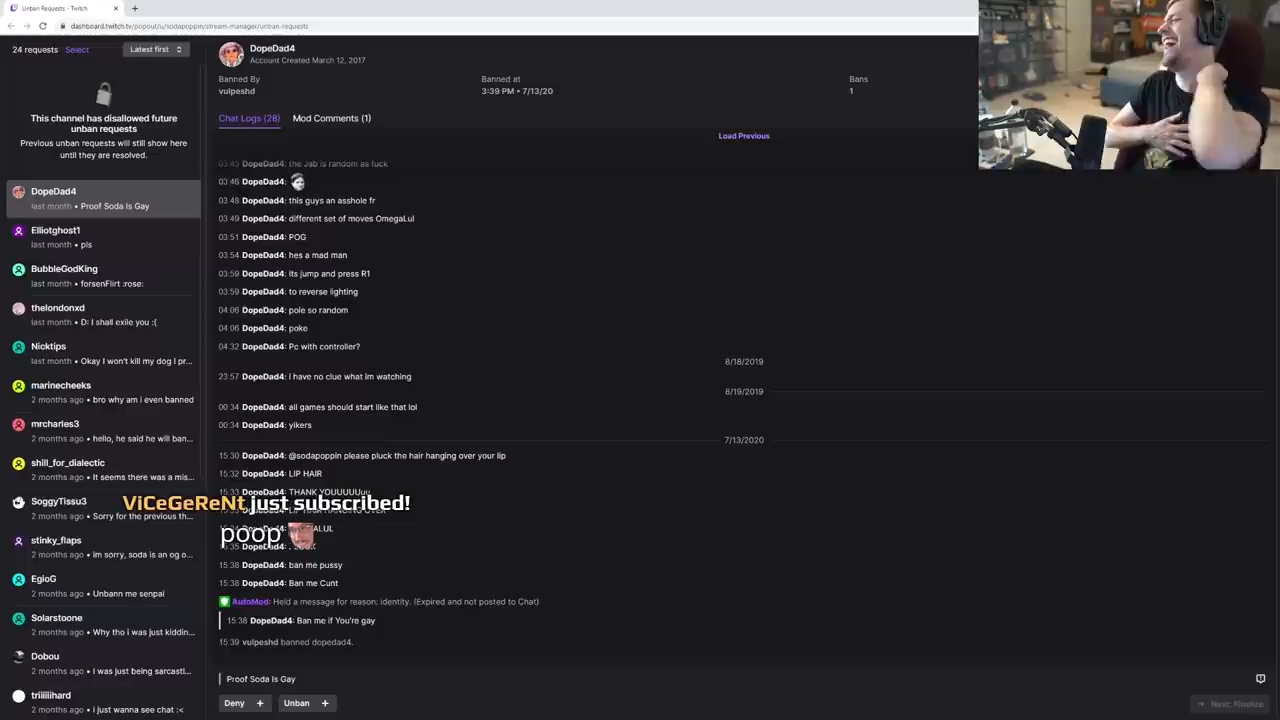 Unban Requests - Twitch
dashboard.twitch.tv/popout/u/sodapoppin/stream-manager/unban-requests
24 requests Select Latest first
This channel has disallowed future
unban requests
Previous unban requests will still show here
until they are resolved.
DopeDad4
last month • Proof Soda Is Gay
Elliotghost1
last month • pls
BubbleGodKing
last month • forsenFlirt :rose:
thelondonxd
last month • D: I shall exile you :(
Nicktips
last month • Okay I won't kill my dog I pr...
marinecheeks
2 months ago • bro why am i even banned
mrcharles3
2 months ago • hello, he said he will ban...
shill_for_dialectic
2 months ago • It seems there was a mis...
SoggyTissu3
2 months ago • Sorry for the previous th...
stinky_flaps
2 months ago • im sorry, soda is an og o...
EgioG
2 months ago • Unbann me senpai
Solarstoone
2 months ago • Why tho i was just kiddin...
Dobou
2 months ago • i was just being sarcastl...
triiiiiihard
2 months ago • i just wanna see chat :<
DopeDad4
Account Created March 12, 2017
Banned By Banned at Bans
vulpeshd 3:39 PM • 7/13/20 1
Chat Logs (28) Mod Comments (1)
Load Previous
03:45 DopeDad4: the Jab is random as fuck
03:46 DopeDad4:
03:48 DopeDad4: this guys an asshole fr
03:49 DopeDad4: different set of moves OmegaLul
03:51 DopeDad4: POG
03:54 DopeDad4: hes a mad man
03:59 DopeDad4: Its jump and press R1
03:59 DopeDad4: to reverse lighting
04:06 DopeDad4: pole so random
04:06 DopeDad4: poke
04:32 DopeDad4: Pc with controller?
8/18/2019
23:57 DopeDad4: I have no clue what im watching
8/19/2019
00:34 DopeDad4: all games should start like that lol
00:34 DopeDad4: yikers
7/13/2020
15:30 DopeDad4: @sodapoppin please pluck the hair hanging over your lip
15:32 DopeDad4: LIP HAIR
15:33 DopeDad4: THANK YOUUUUUuu
ViCeGeReNt just subscribed!
poop
15:38 DopeDad4: ban me pussy
15:38 DopeDad4: Ban me Cunt
AutoMod: Held a message for reason: identity. (Expired and not posted to Chat)
15:38 DopeDad4: Ban me if You're gay
15:39 vulpeshd banned dopedad4.
Proof Soda Is Gay
Deny + Unban +
Next: Finalize